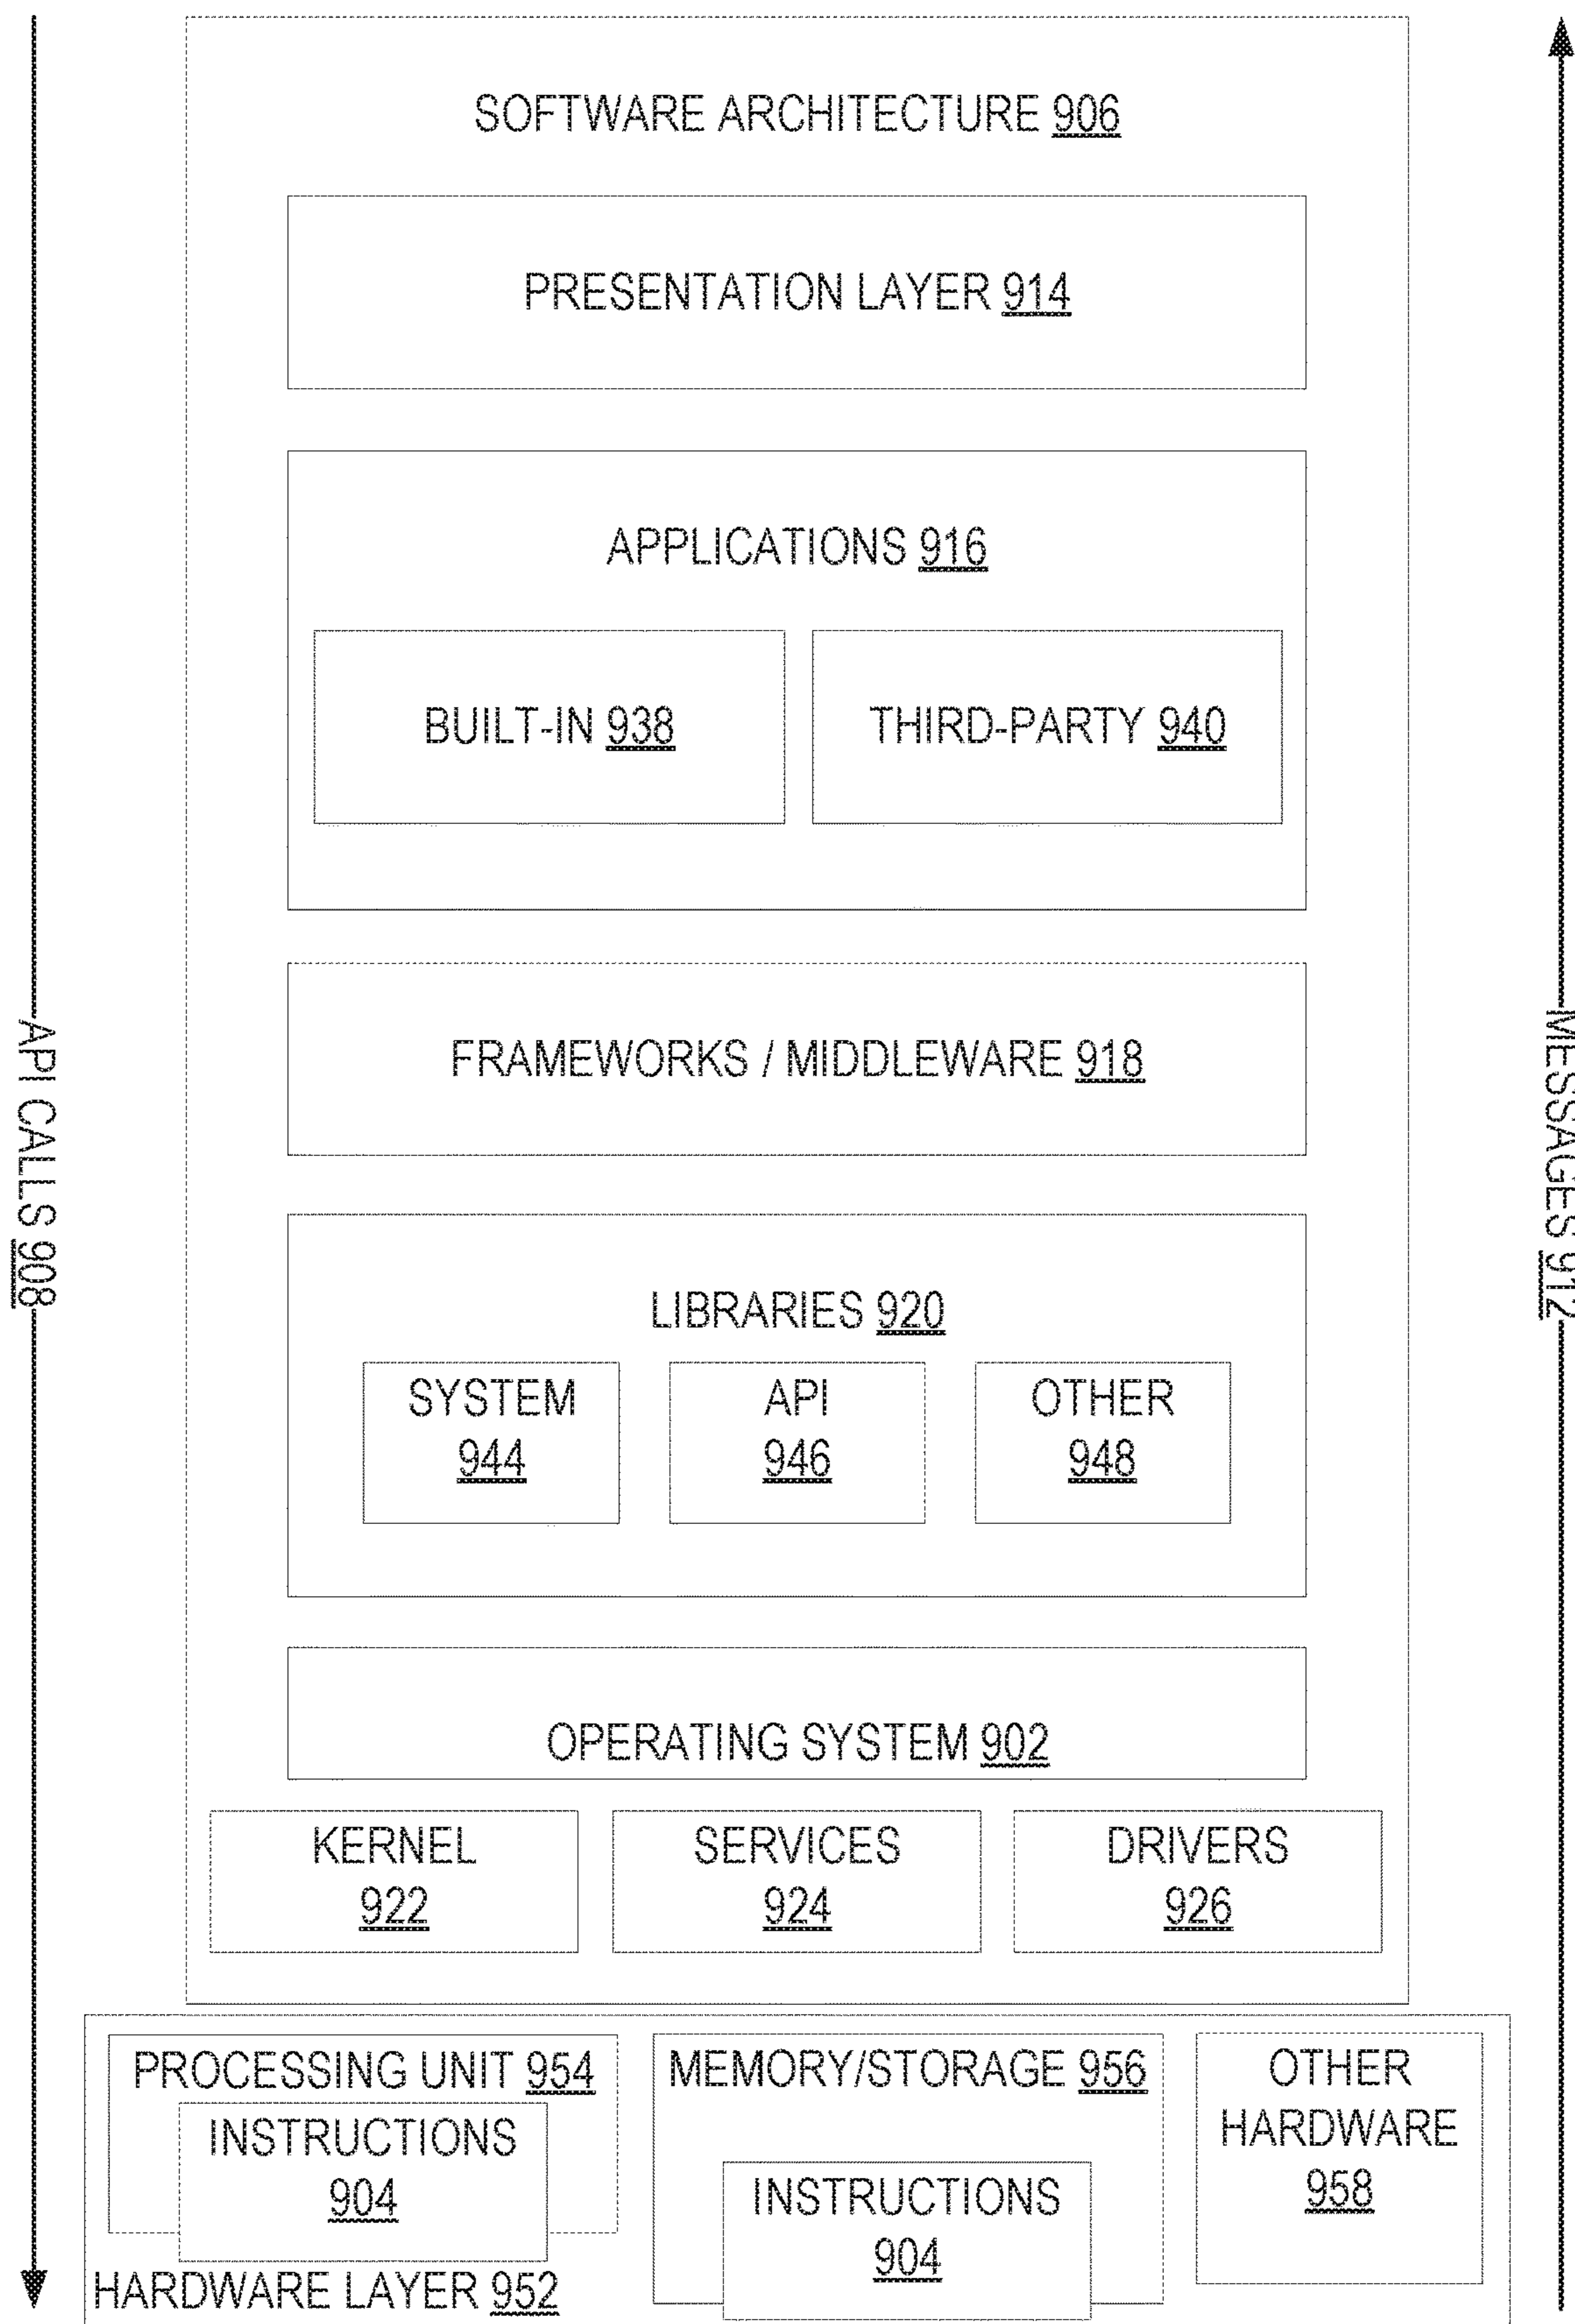 SOFTWARE ARCHITECTURE 906
PRESENTATION LAYER 914
APPLICATIONS 916
BUILT-IN 938
THIRD-PARTY 940
FRAMEWORKS / MIDDLEWARE 918
API CALLS 908
MESSAGES 912
LIBRARIES 920
SYSTEM
944
API
946
OTHER
948
OPERATING SYSTEM 902
KERNEL
922
SERVICES
924
DRIVERS
926
PROCESSING UNIT 954
INSTRUCTIONS
904
MEMORY/STORAGE 956
INSTRUCTIONS
904
OTHER
HARDWARE
958
HARDWARE LAYER 952